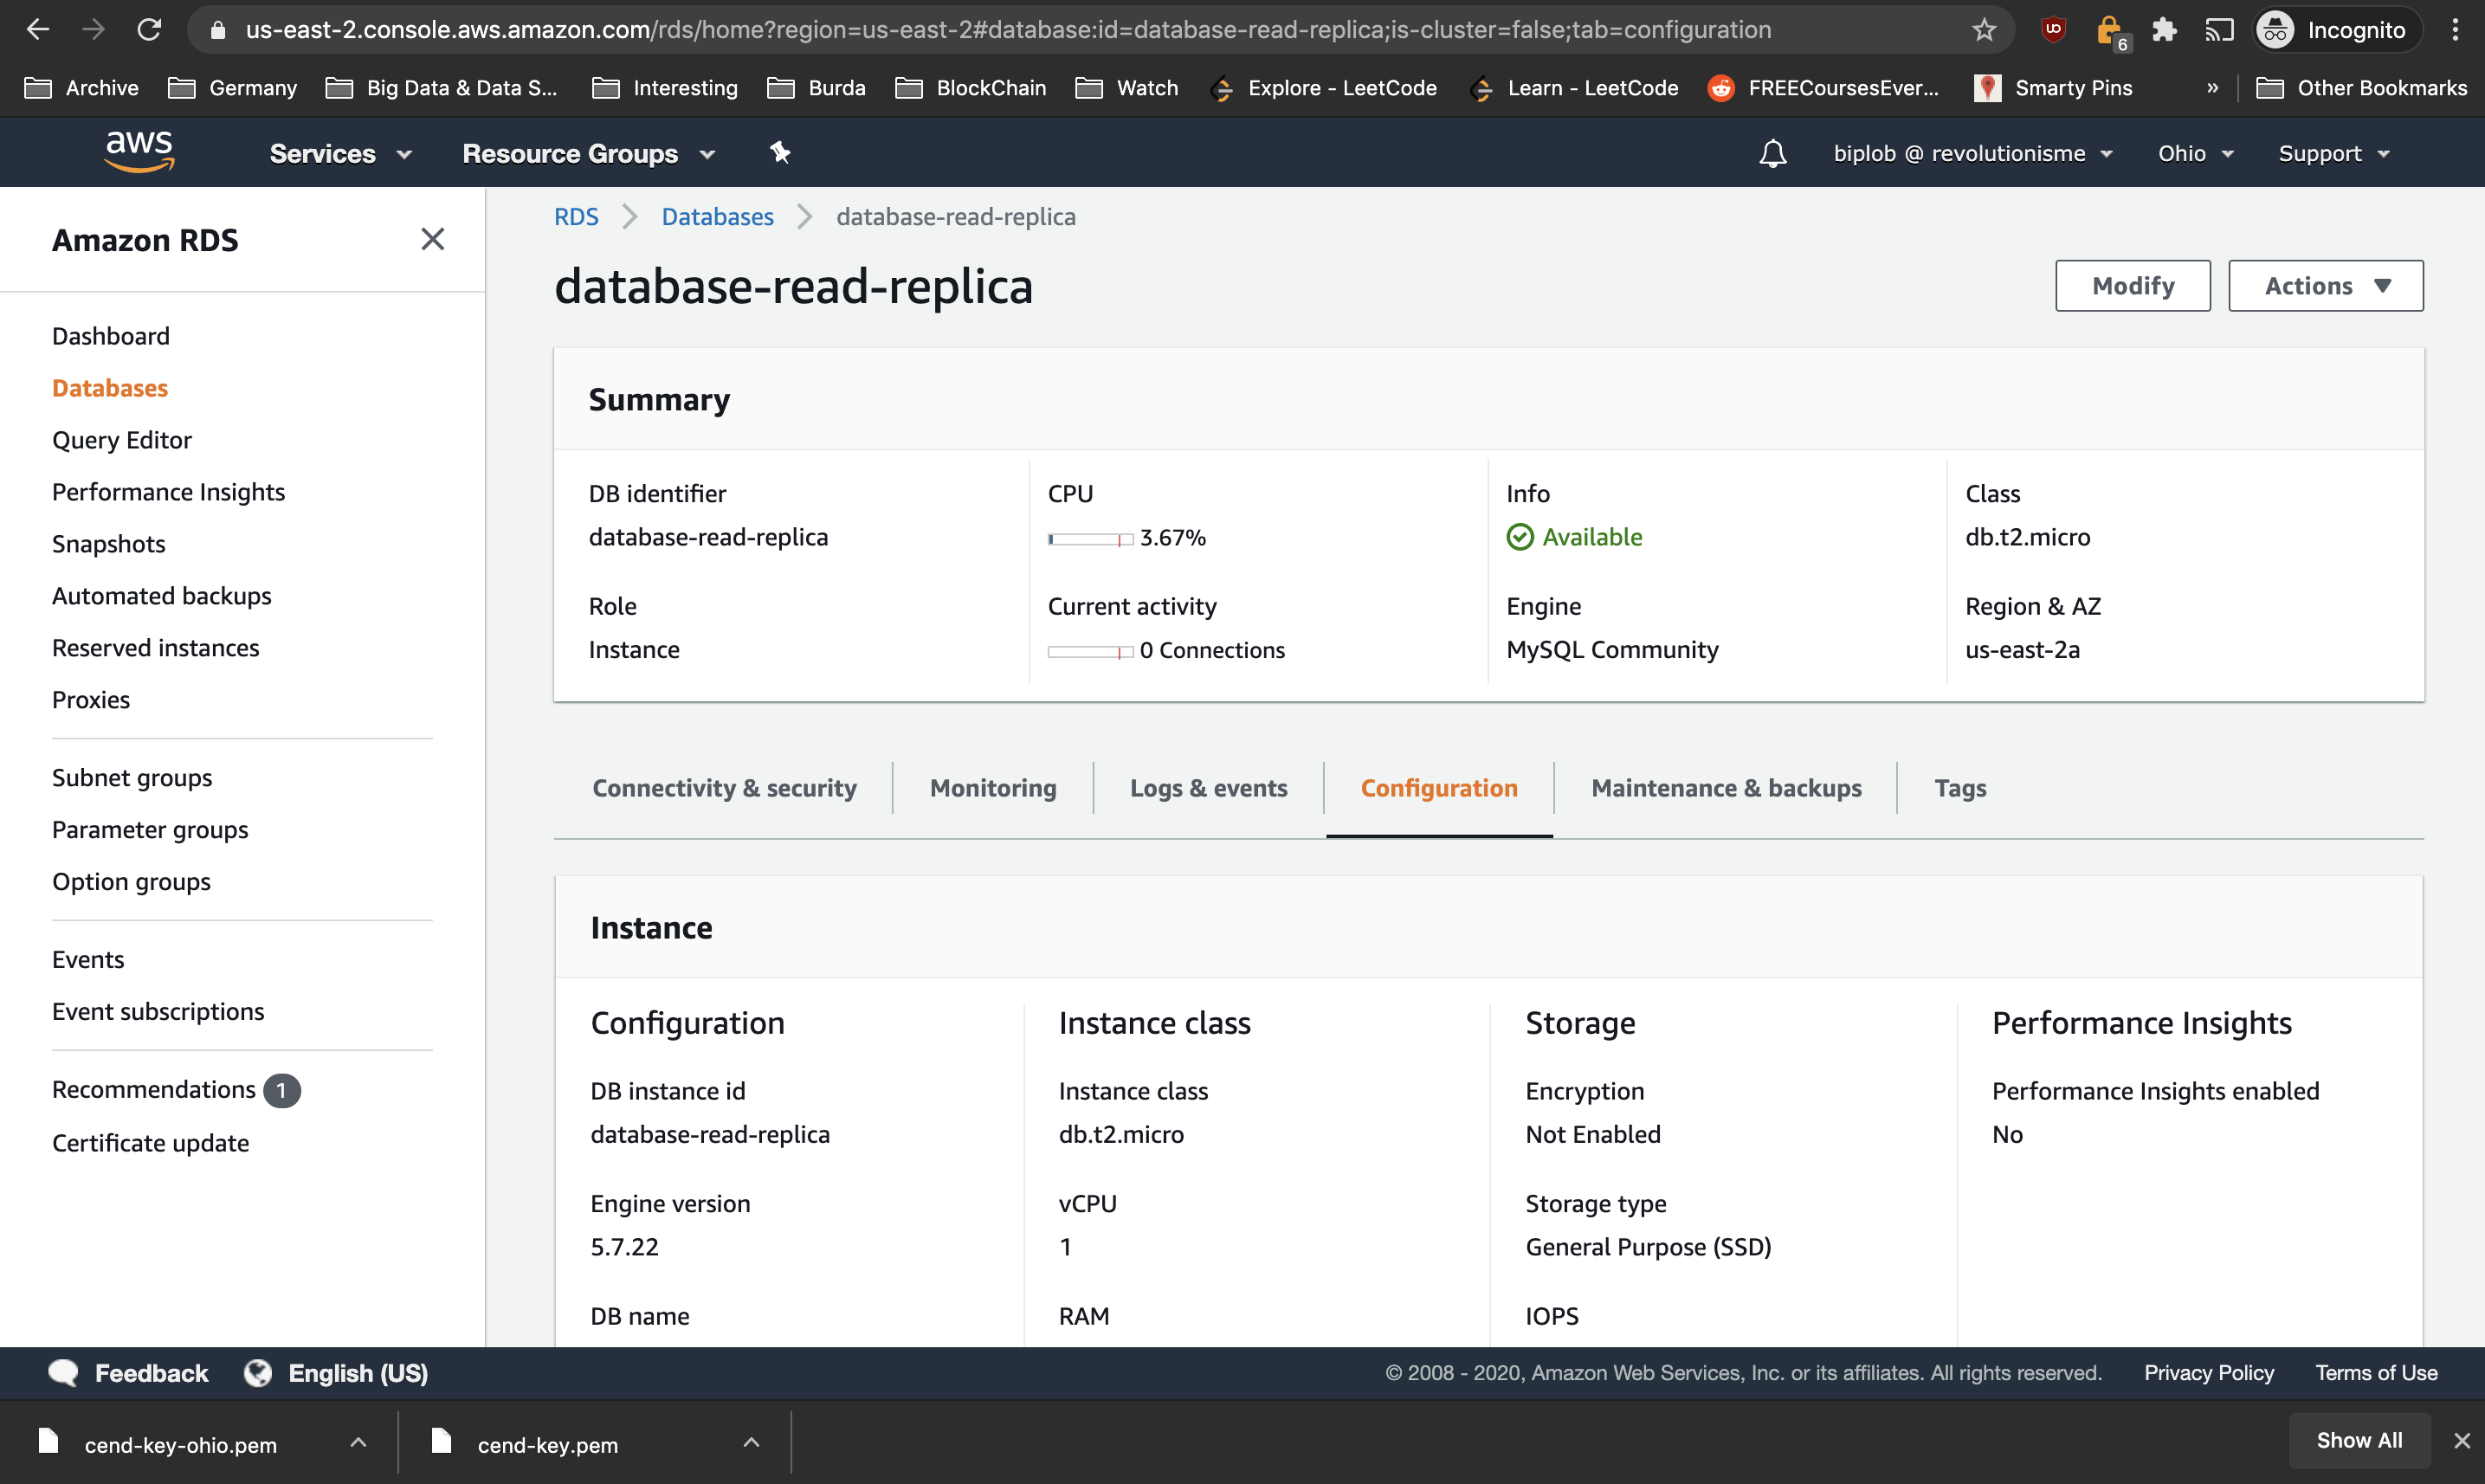 us-east-2.console.aws.amazon.com/rds/home?region=us-east-2#database:id=database-read-replica;is-cluster=false;tab=configuration
UO
6
Incognito
Archive
Germany
Big Data & Data S...
Interesting
Burda
BlockChain
Watch
Explore - LeetCode
Learn - LeetCode
FREECoursesEver...
Smarty Pins
»
Other Bookmarks
aws
Services
Resource Groups
biplob @ revolutionisme
Ohio
Support
Amazon RDS
Dashboard
Databases
Query Editor
Performance Insights
Snapshots
Automated backups
Reserved instances
Proxies
Subnet groups
Parameter groups
Option groups
Events
Event subscriptions
Recommendations 1
Certificate update
RDS > Databases > database-read-replica
database-read-replica
Modify
Actions
Summary
DB identifier
database-read-replica
CPU
3.67%
Info
Available
Class
db.t2.micro
Role
Instance
Current activity
0 Connections
Engine
MySQL Community
Region & AZ
us-east-2a
Connectivity & security
Monitoring
Logs & events
Configuration
Maintenance & backups
Tags
Instance
Configuration
DB instance id
database-read-replica
Engine version
5.7.22
DB name
Instance class
Instance class
db.t2.micro
vCPU
1
RAM
Storage
Encryption
Not Enabled
Storage type
General Purpose (SSD)
IOPS
Performance Insights
Performance Insights enabled
No
Feedback
English (US)
© 2008 - 2020, Amazon Web Services, Inc. or its affiliates. All rights reserved.
Privacy Policy
Terms of Use
cend-key-ohio.pem
cend-key.pem
Show All